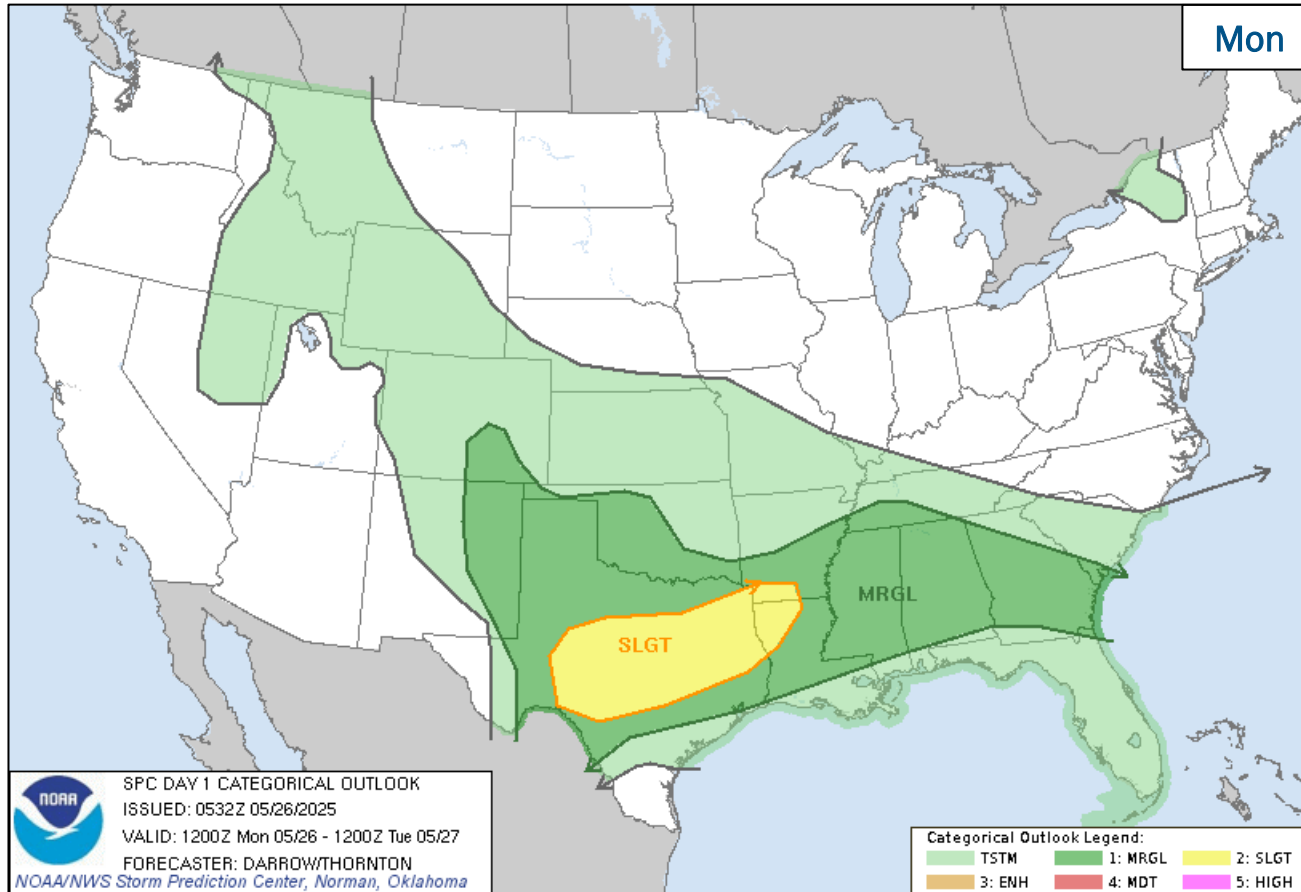 Mon
MRGL
SLGT
NOAA
SPC DAY 1 CATEGORICAL OUTLOOK
ISSUED: 0532Z 05/26/2025
VALID: 1200Z Mon 05/26 - 1200Z Tue 05/27
FORECASTER: DARROW/THORNTON
NOAA/NWS Storm Prediction Center, Norman, Oklahoma
Categorical Outlook Legend:
TSTM 1: MRGL 2: SLGT
3: ENH 4: MDT 5: HIGH